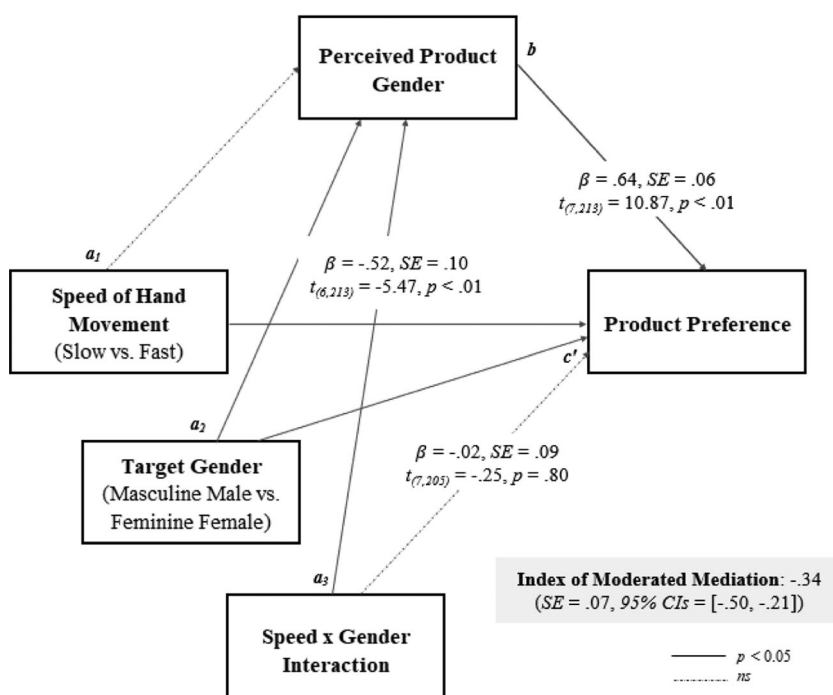 Perceived Product
Gender
b
β = .64, SE = .06
t(7,213) = 10.87, p < .01
a1
β = -.52, SE = .10
t(6,213) = -5.47, p < .01
Speed of Hand
Movement
(Slow vs. Fast)
Product Preference
c'
a2
Target Gender
(Masculine Male vs.
Feminine Female)
β = -.02, SE = .09
t(7,205) = -.25, p = .80
a3
Speed x Gender
Interaction
Index of Moderated Mediation: -.34
(SE = .07, 95% CIs = [-.50, -.21])
p < 0.05
ns